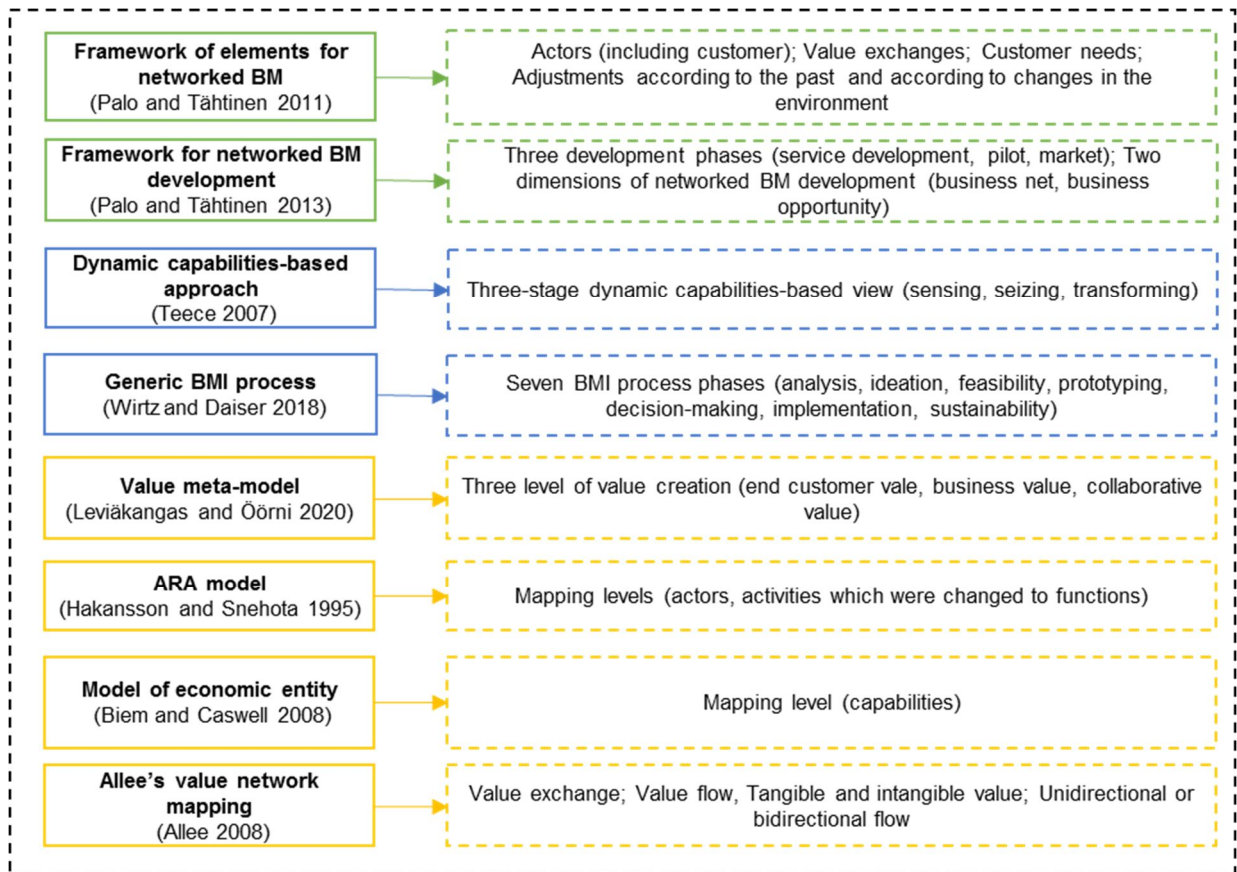 Framework of elements for
networked BM
(Palo and Tähtinen 2011)
Actors (including customer); Value exchanges; Customer needs;
Adjustments according to the past and according to changes in the
environment
Framework for networked BM
development
(Palo and Tähtinen 2013)
Three development phases (service development, pilot, market); Two
dimensions of networked BM development (business net, business
opportunity)
Dynamic capabilities-based
approach
(Teece 2007)
Three-stage dynamic capabilities-based view (sensing, seizing, transforming)
Generic BMI process
(Wirtz and Daiser 2018)
Seven BMI process phases (analysis, ideation, feasibility, prototyping,
decision-making, implementation, sustainability)
Value meta-model
(Leviäkangas and Öörni 2020)
Three level of value creation (end customer vale, business value, collaborative
value)
ARA model
(Hakansson and Snehota 1995)
Mapping levels (actors, activities which were changed to functions)
Model of economic entity
(Biem and Caswell 2008)
Mapping level (capabilities)
Allee's value network
mapping
(Allee 2008)
Value exchange; Value flow, Tangible and intangible value; Unidirectional or
bidirectional flow